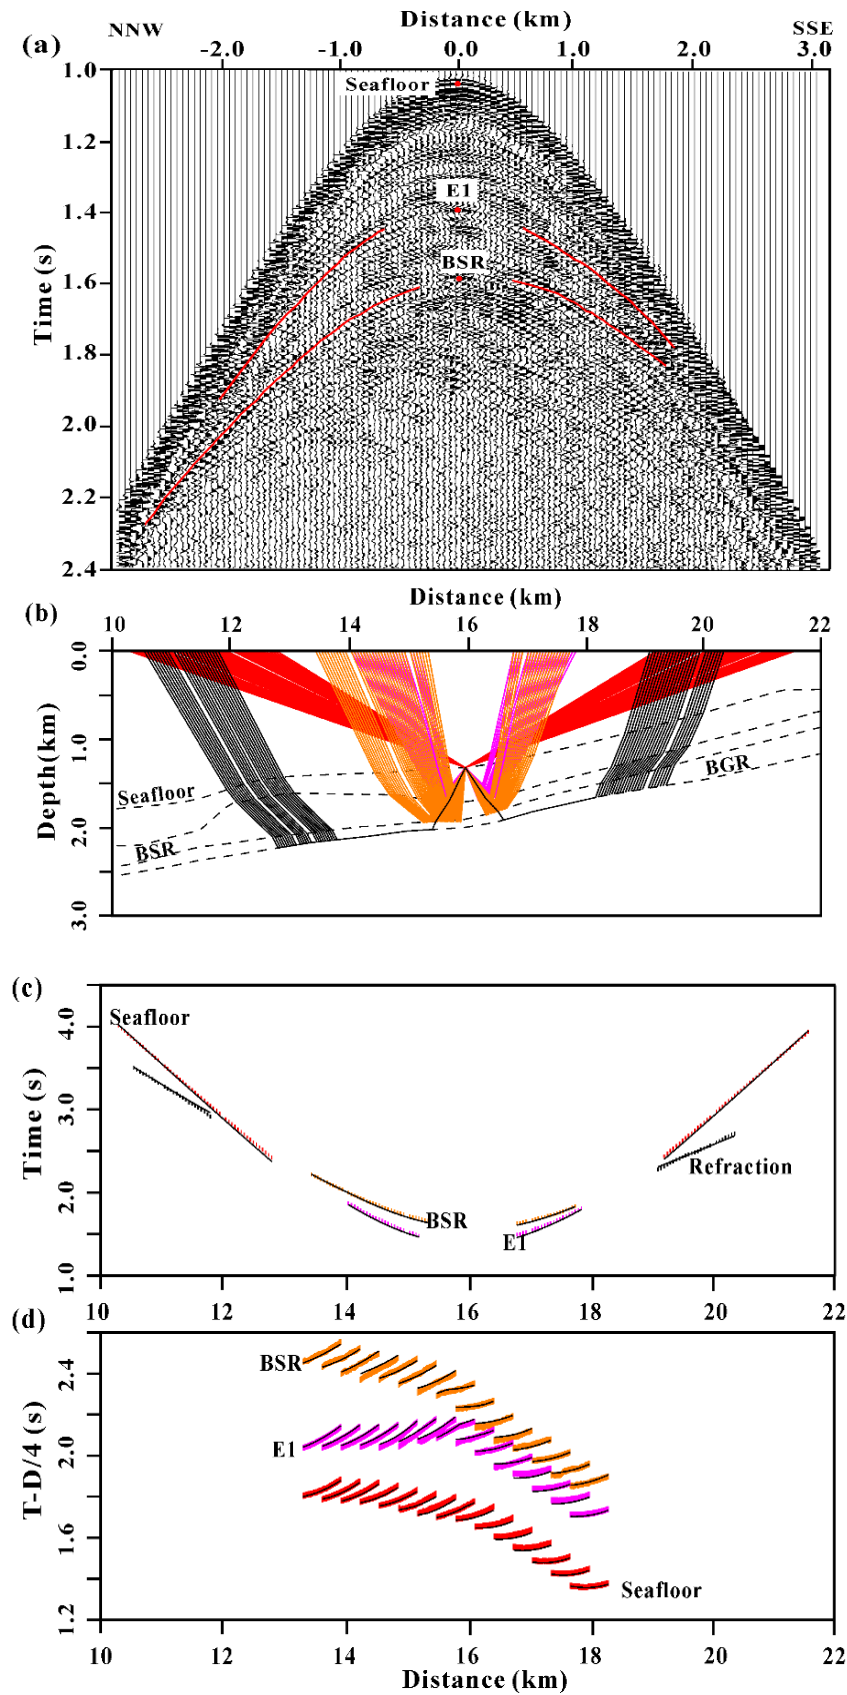 Distance (km)
NNW
SSE
(a)
-2.0 -1.0 0.0 1.0 2.0 3.0
1.0
Seafloor
1.2
E1
1.4
BSR
1.6
1.8
2.0
2.2
2.4
Time (s)
(b)
Distance (km)
10 12 14 16 18 20 22
0.0
1.0
2.0
3.0
Depth(km)
Seafloor
BSR
BGR
(c)
4.0
3.0
2.0
1.0
Time (s)
Seafloor
BSR
E1
Refraction
10 12 14 16 18 20 22
(d)
2.4
2.0
1.6
1.2
T-D/4 (s)
BSR
E1
Seafloor
10 12 14 16 18 20 22
Distance (km)